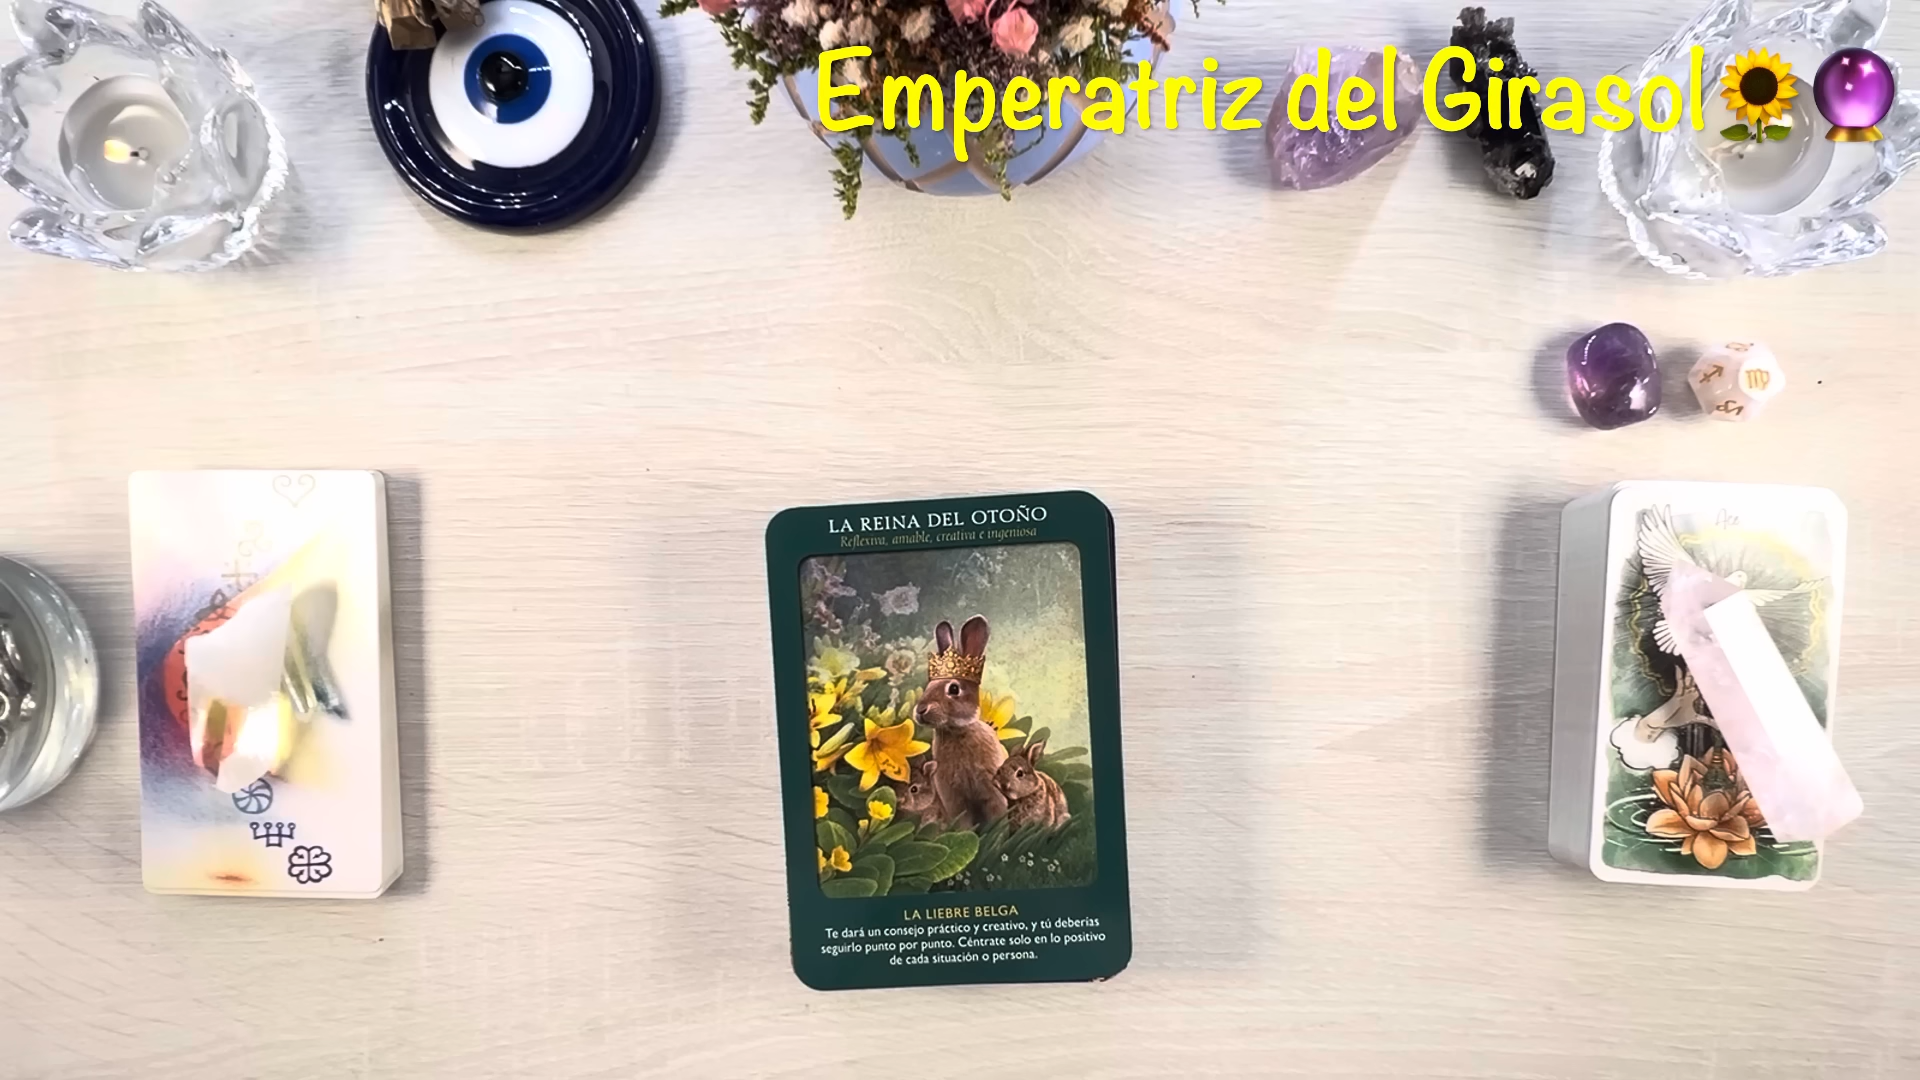 Emperatriz del Girasol🌻🔮
LA REINA DEL OTOÑO
Reflexiva, amable, creativa e ingeniosa
LA LIEBRE BELGA
Te dará un consejo práctico y creativo, y tú deberías
seguirlo punto por punto. Céntrate solo en lo positivo
de cada situación o persona.
Ace